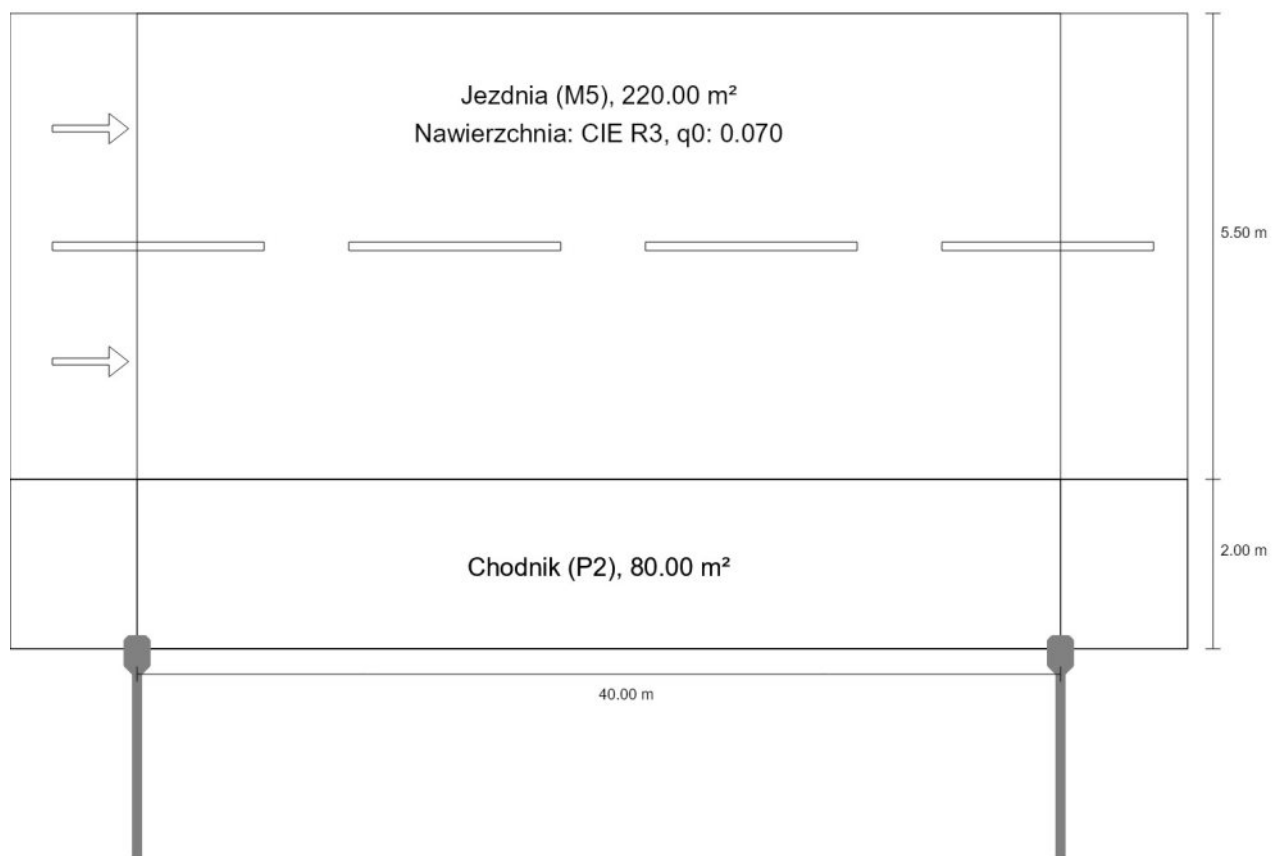 Jezdnia (M5), 220.00 m²
Nawierzchnia: CIE R3, q0: 0.070
5.50 m
Chodnik (P2), 80.00 m²
2.00 m
40.00 m